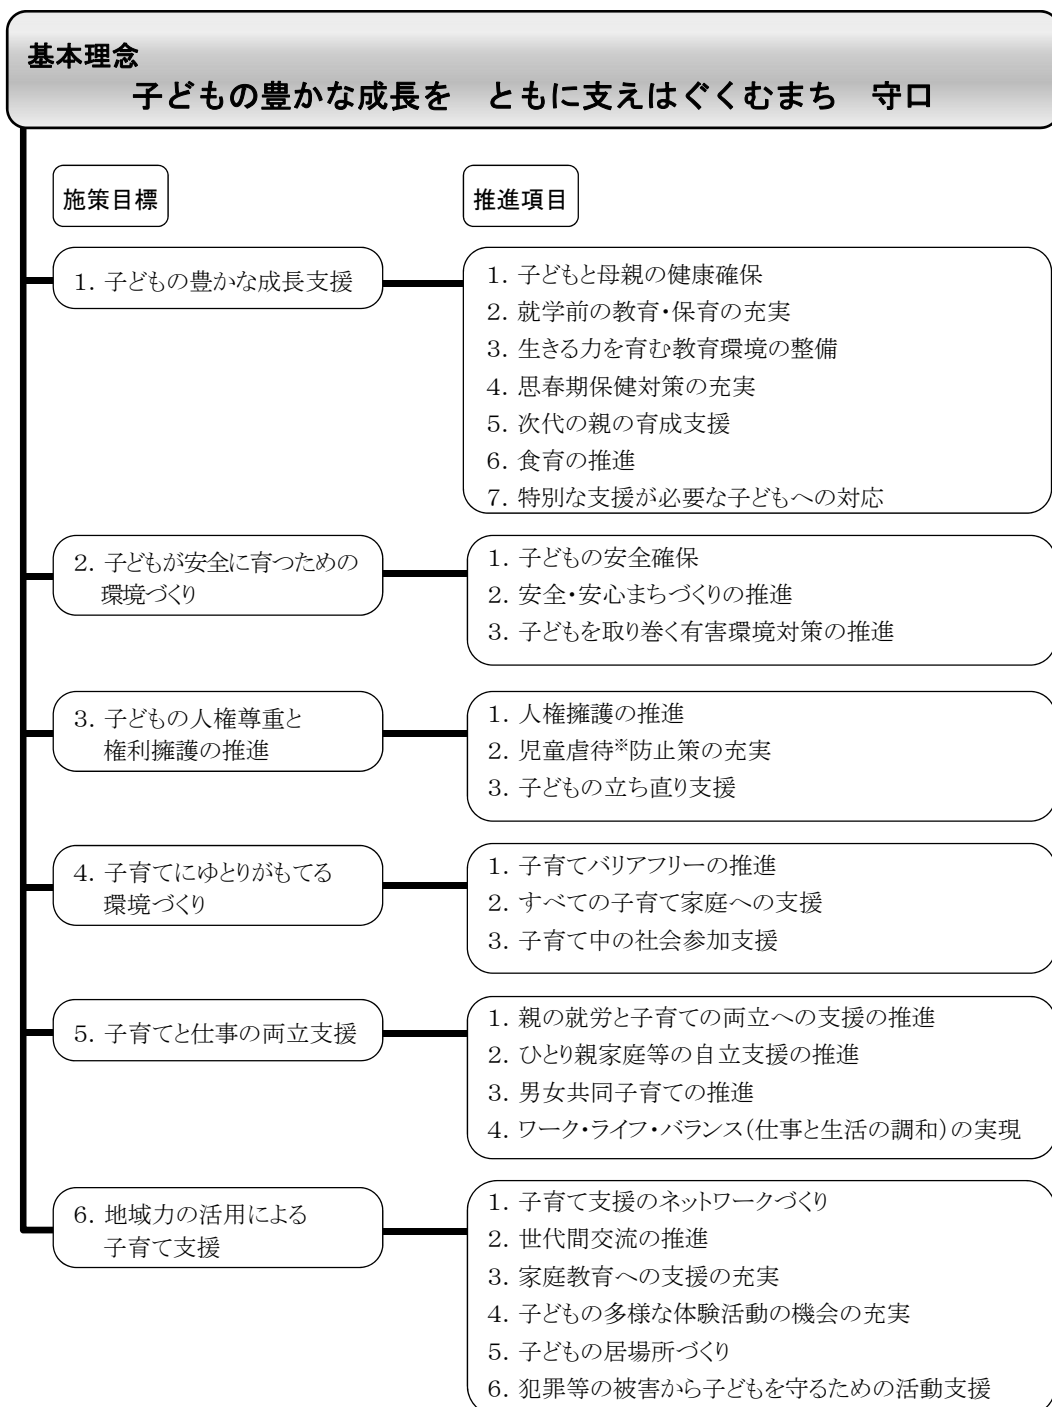 基本理念
子どもの豊かな成長を　ともに支えはぐくむまち　守口
施策目標
推進項目
1. 子どもの豊かな成長支援
1. 子どもと母親の健康確保
2. 就学前の教育・保育の充実
3. 生きる力を育む教育環境の整備
4. 思春期保健対策の充実
5. 次代の親の育成支援
6. 食育の推進
7. 特別な支援が必要な子どもへの対応
2. 子どもが安全に育つための
環境づくり
1. 子どもの安全確保
2. 安全・安心まちづくりの推進
3. 子どもを取り巻く有害環境対策の推進
3. 子どもの人権尊重と
権利擁護の推進
1. 人権擁護の推進
2. 児童虐待※防止策の充実
3. 子どもの立ち直り支援
4. 子育てにゆとりがもてる
環境づくり
1. 子育てバリアフリーの推進
2. すべての子育て家庭への支援
3. 子育て中の社会参加支援
5. 子育てと仕事の両立支援
1. 親の就労と子育ての両立への支援の推進
2. ひとり親家庭等の自立支援の推進
3. 男女共同子育ての推進
4. ワーク・ライフ・バランス（仕事と生活の調和）の実現
6. 地域力の活用による
子育て支援
1. 子育て支援のネットワークづくり
2. 世代間交流の推進
3. 家庭教育への支援の充実
4. 子どもの多様な体験活動の機会の充実
5. 子どもの居場所づくり
6. 犯罪等の被害から子どもを守るための活動支援